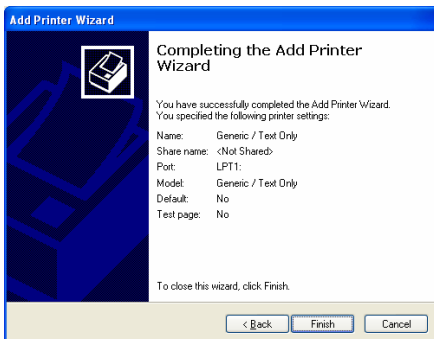 Add Printer Wizard
Completing the Add Printer
Wizard
You have successfully completed the Add Printer Wizard.
You specified the following printer settings:
Name: Generic / Text Only
Share name: <Not Shared>
Port: LPT1:
Model: Generic / Text Only
Default: No
Test page: No
To close this wizard, click Finish.
< Back Finish Cancel